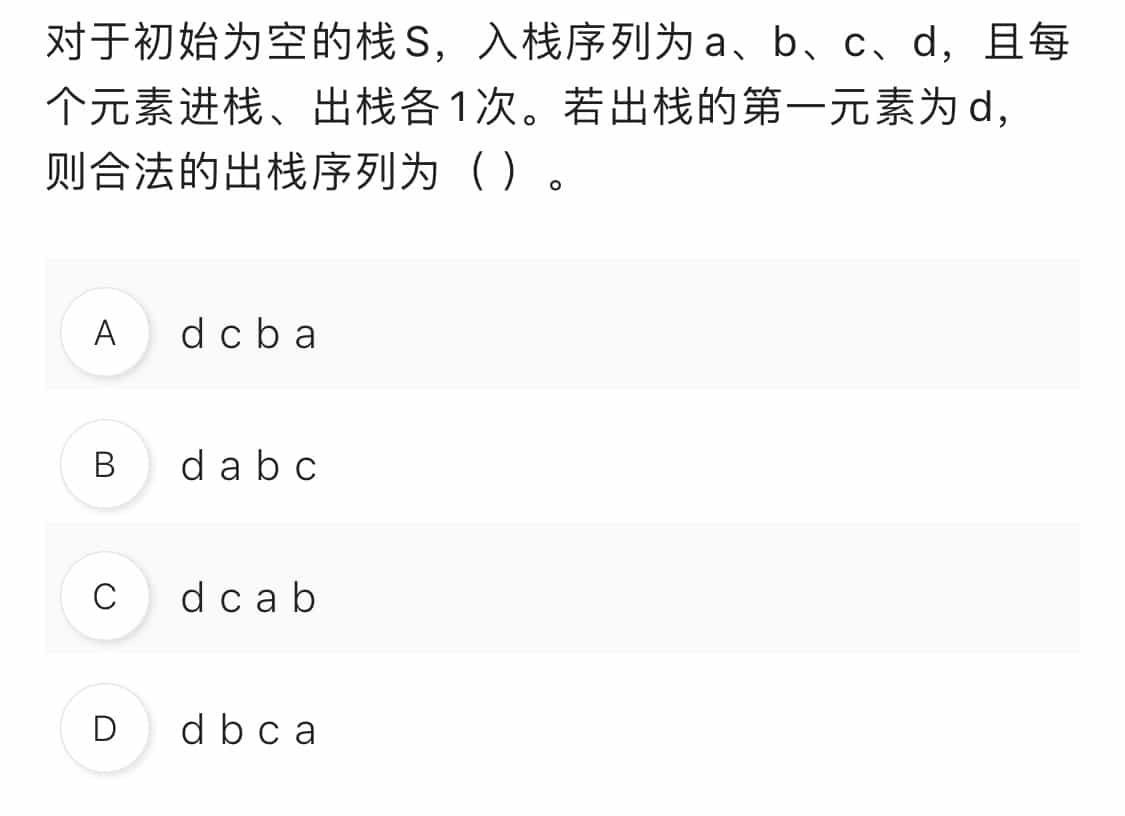 对于初始为空的栈S，入栈序列为a、b、c、d，且每
个元素进栈、出栈各1次。若出栈的第一元素为d，
则合法的出栈序列为（）。
A d c b a
B d a b c
C d c a b
D d b c a